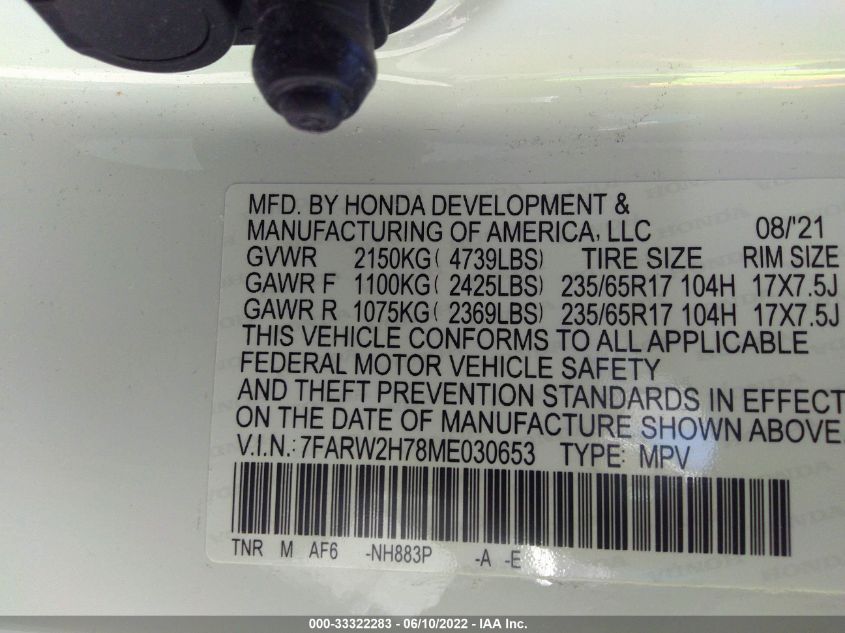 MFD. BY HONDA DEVELOPMENT &
MANUFACTURING OF AMERICA, LLC 08/'21
GVWR 2150KG( 4739LBS) TIRE SIZE RIM SIZE
GAWR F 1100KG( 2425LBS) 235/65R17 104H 17X7.5J
GAWR R 1075KG( 2369LBS) 235/65R17 104H 17X7.5J
THIS VEHICLE CONFORMS TO ALL APPLICABLE
FEDERAL MOTOR VEHICLE SAFETY
AND THEFT PREVENTION STANDARDS IN EFFECT
ON THE DATE OF MANUFACTURE SHOWN ABOVE.
V.I.N.: 7FARW2H78ME030653 TYPE: MPV
TNR M AF6 -NH883P -A -E
000-33322283 - 06/10/2022 - IAA Inc.